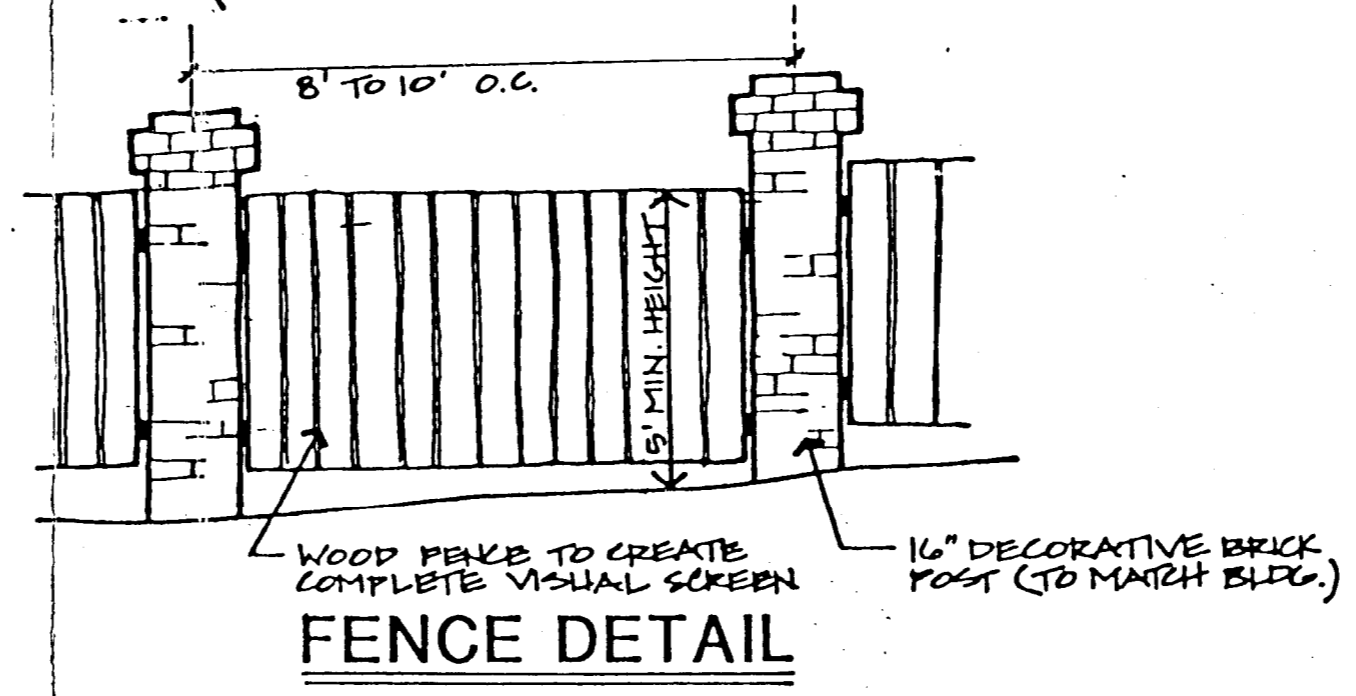 8' TO 10' O.C.
5' MIN. HEIGHT
WOOD FENCE TO CREATE
COMPLETE VISUAL SCREEN
16" DECORATIVE BRICK
POST (TO MATCH BLDG.)
FENCE DETAIL